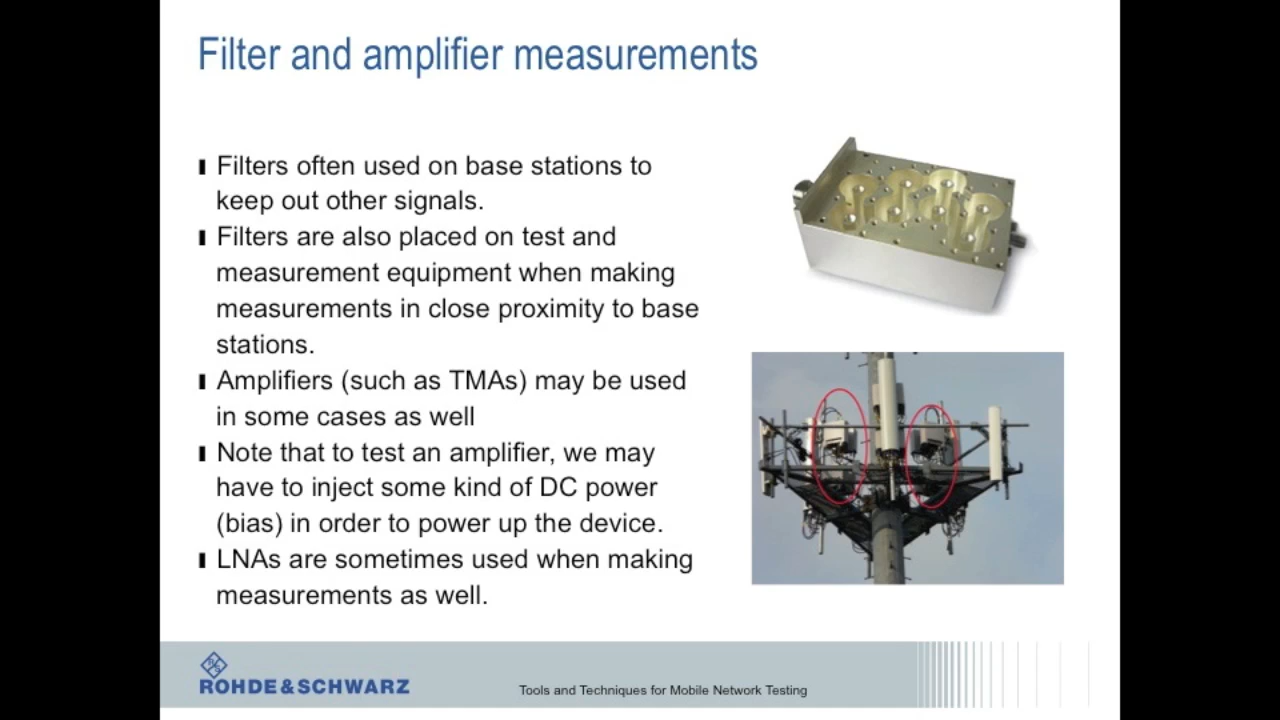 Filter and amplifier measurements
Filters often used on base stations to
keep out other signals.
Filters are also placed on test and
measurement equipment when making
measurements in close proximity to base
stations.
Amplifiers (such as TMAs) may be used
in some cases as well
Note that to test an amplifier, we may
have to inject some kind of DC power
(bias) in order to power up the device.
LNAs are sometimes used when making
measurements as well.
R S
ROHDE&SCHWARZ
Tools and Techniques for Mobile Network Testing